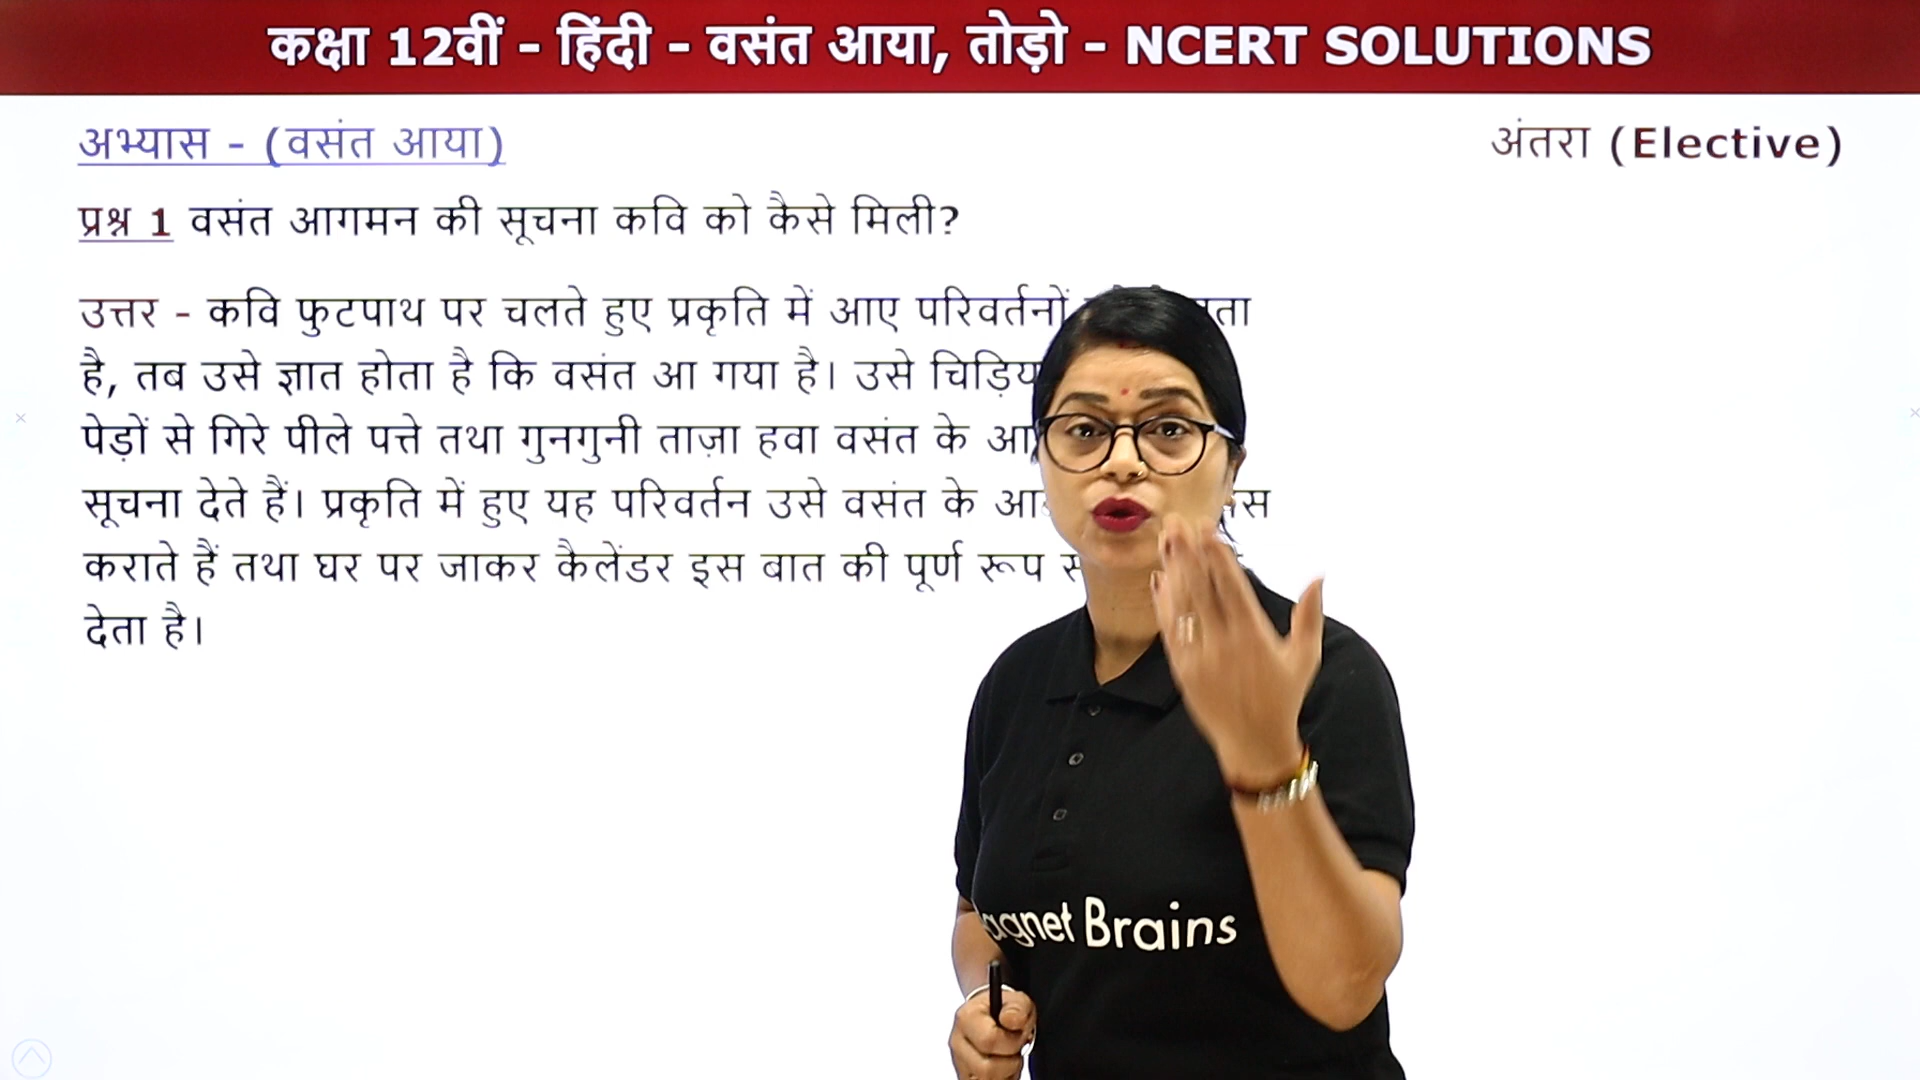 कक्षा 12वीं - हिंदी - वसंत आया, तोड़ो - NCERT SOLUTIONS
अभ्यास - (वसंत आया)
अंतरा (Elective)
प्रश्न 1 वसंत आगमन की सूचना कवि को कैसे मिली?
उत्तर - कवि फुटपाथ पर चलते हुए प्रकृति में आए परिवर्तनों
है, तब उसे ज्ञात होता है कि वसंत आ गया है। उसे
पेड़ों से गिरे पीले पत्ते तथा गुनगुनी ताज़ा हवा वसंत के
सूचना देते हैं। प्रकृति में हुए यह परिवर्तन उसे वसंत के
कराते हैं तथा घर पर जाकर कैलेंडर इस बात की पूर्ण रूप
देता है।
Brains